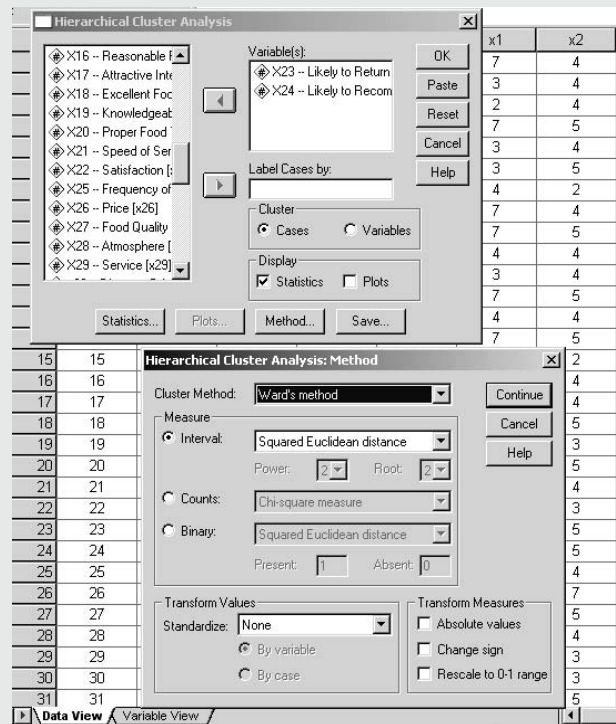 Hierarchical Cluster Analysis
X16 -- Reasonable F
X17 -- Attractive Inte
X18 -- Excellent Foo
X19 -- Knowledgeab
X20 -- Proper Food
X21 -- Speed of Ser
X22 -- Satisfaction [
X25 -- Frequency of
X26 -- Price [x26]
X27 -- Food Quality
X28 -- Atmosphere [
X29 -- Service [x29]
Variable(s):
X23 -- Likely to Return
X24 -- Likely to Recom
Label Cases by:
Cluster
Cases Variables
Display
Statistics Plots
OK
Paste
Reset
Cancel
Help
Statistics... Plots... Method... Save...
x1 x2
7 4
3 4
2 4
7 5
3 4
3 5
4 2
7 4
7 5
4 4
3 4
7 5
4 4
7 5
15 15 2
16 16 4
17 17 4
18 18 5
19 19 3
20 20 5
21 21 4
22 22 3
23 23 5
24 24 5
25 25 4
26 26 7
27 27 5
28 28 4
29 29 3
30 30 3
31 31 5
Hierarchical Cluster Analysis: Method
Cluster Method: Ward's method
Measure
Interval: Squared Euclidean distance
Power: 2 Root: 2
Counts: Chi-square measure
Binary: Squared Euclidean distance
Present: 1 Absent: 0
Continue
Cancel
Help
Transform Values
Standardize: None
By variable
By case
Transform Measures
Absolute values
Change sign
Rescale to 0-1 range
Data View Variable View